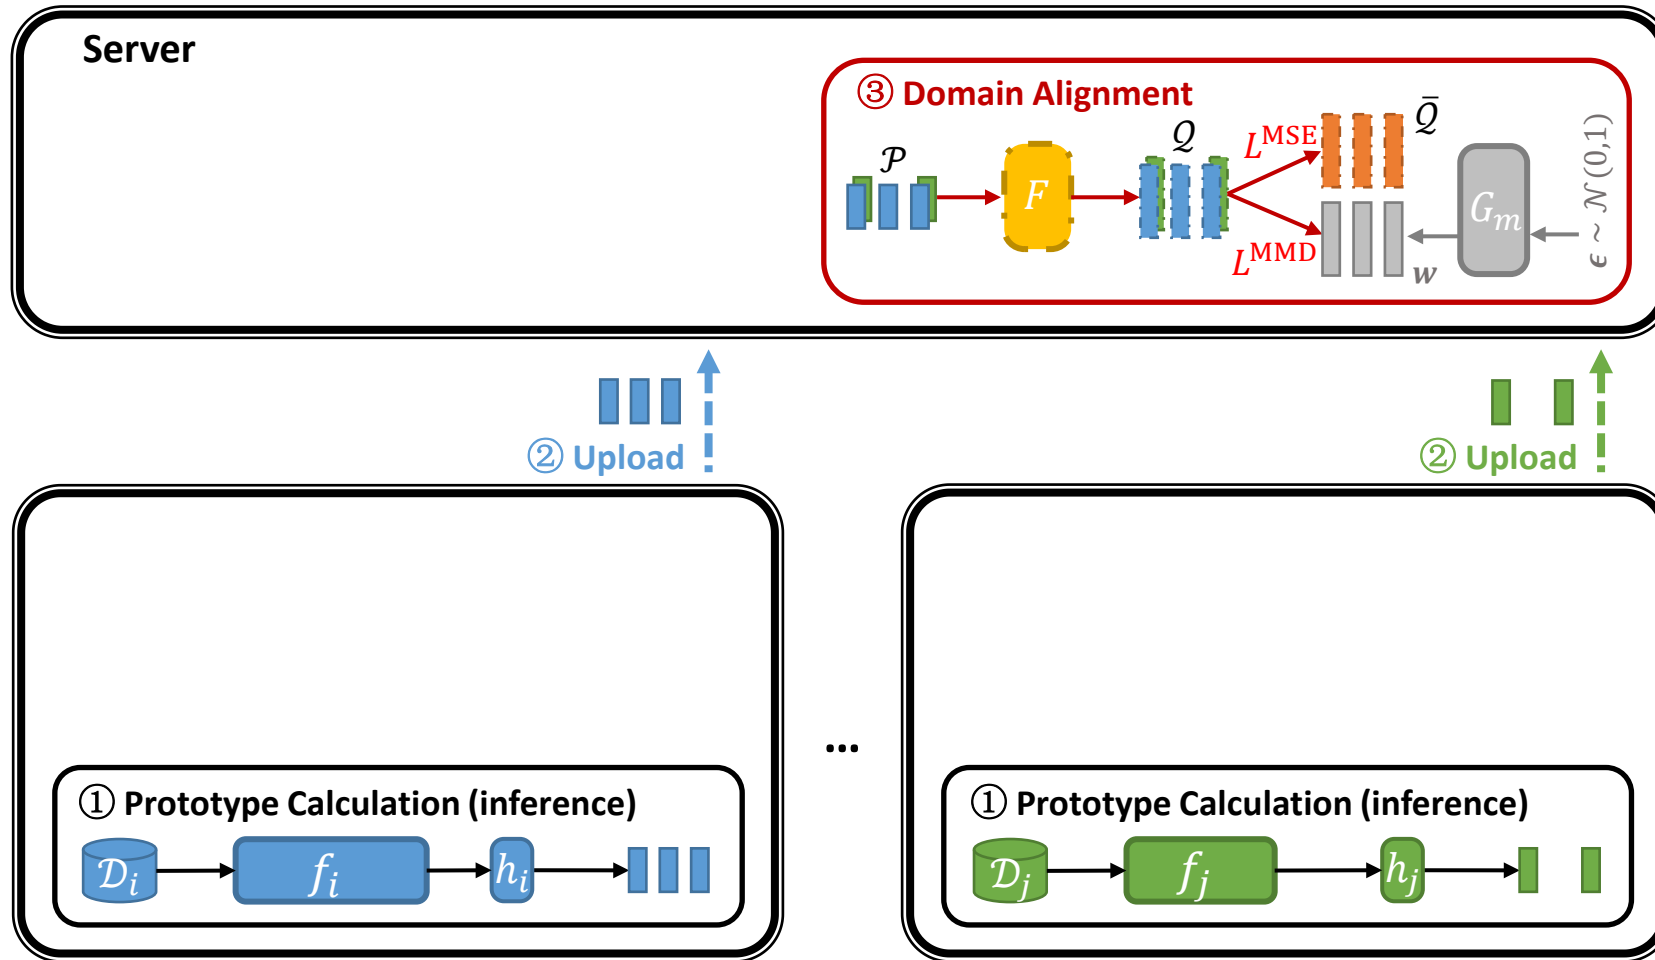 Server
③ Domain Alignment
𝒫
F
𝒬
L^MSE
L^MMD
𝒬̄
w
G_m
ϵ ~ 𝒩(0,1)
② Upload
② Upload
① Prototype Calculation (inference)
𝒟_i
f_i
h_i
...
① Prototype Calculation (inference)
𝒟_j
f_j
h_j